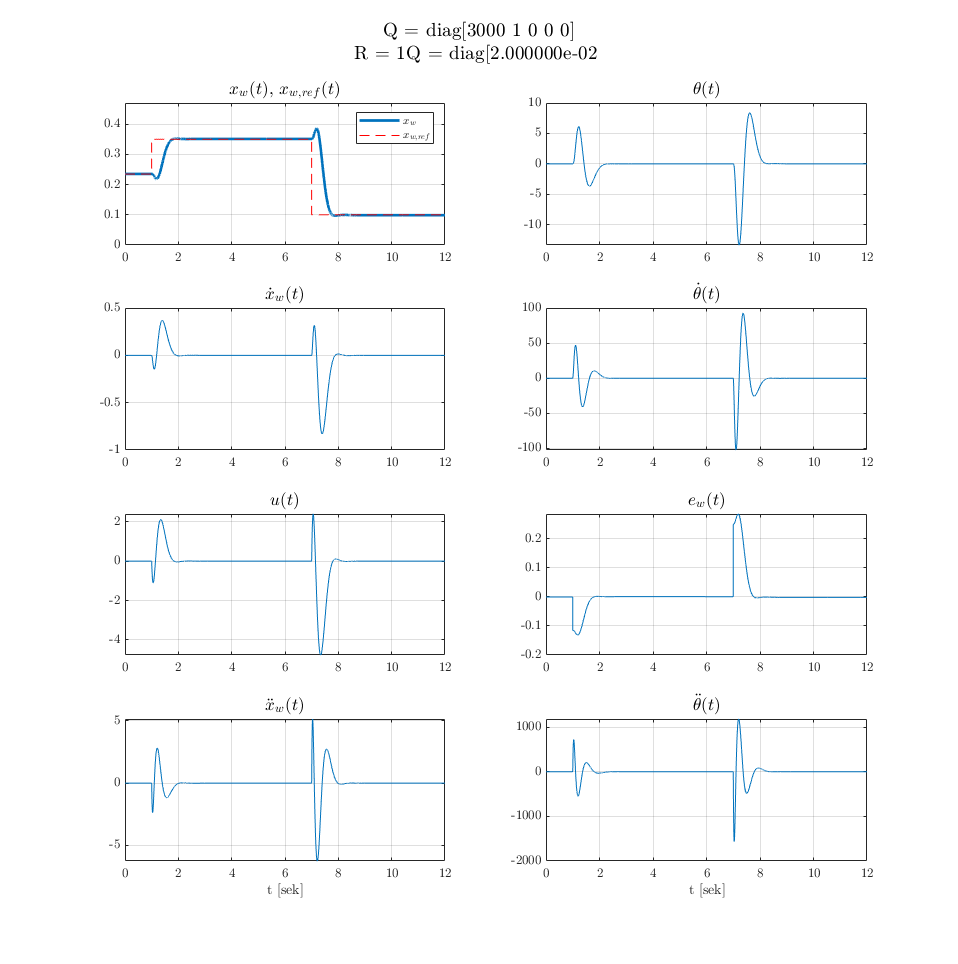 Q = diag[3000 1 0 0 0]
R = 1Q = diag[2.000000e-02
x_w(t), x_{w,ref}(t)
0.4
0.3
0.2
0.1
0
0 2 4 6 8 10 12
x_w
x_{w,ref}
θ(t)
10
5
0
-5
-10
0 2 4 6 8 10 12
ẋ_w(t)
0.5
0
-0.5
-1
0 2 4 6 8 10 12
θ̇(t)
100
50
0
-50
-100
0 2 4 6 8 10 12
u(t)
2
0
-2
-4
0 2 4 6 8 10 12
e_w(t)
0.2
0.1
0
-0.1
-0.2
0 2 4 6 8 10 12
ẍ_w(t)
5
0
-5
0 2 4 6 8 10 12
t [sek]
θ̈(t)
1000
0
-1000
-2000
0 2 4 6 8 10 12
t [sek]